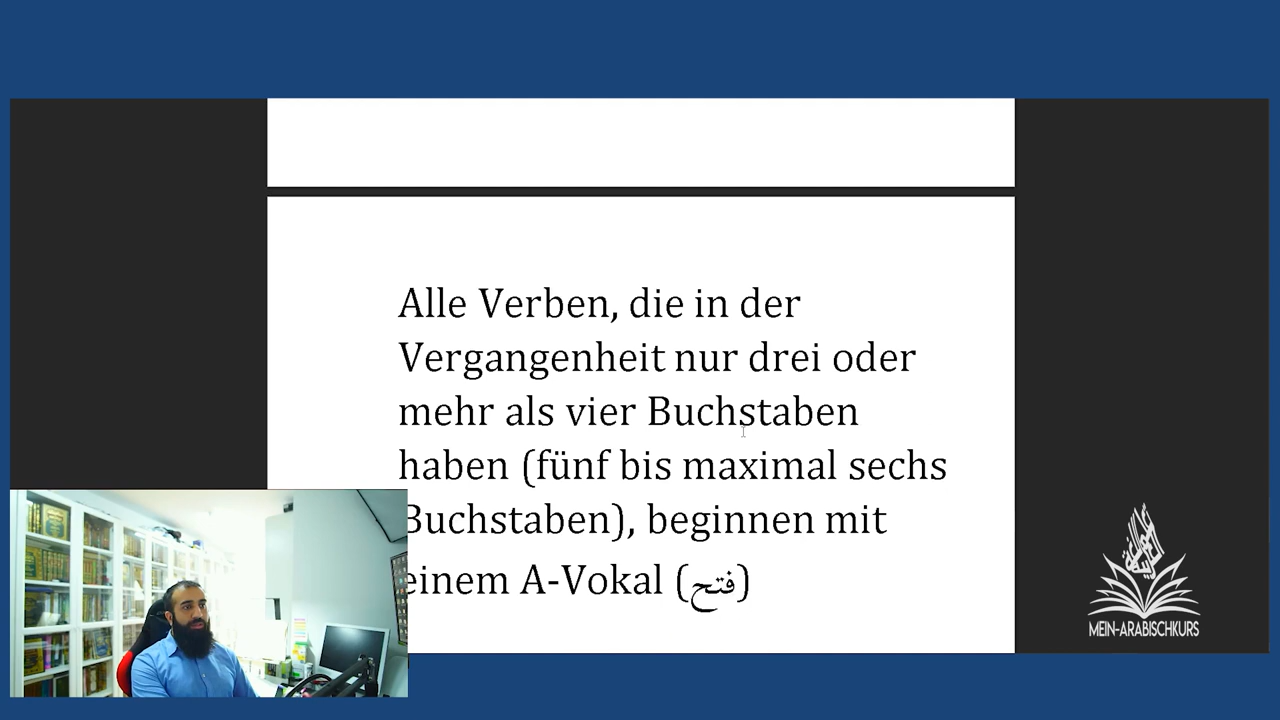 Alle Verben, die in der
Vergangenheit nur drei oder
mehr als vier Buchstaben
haben (fünf bis maximal sechs
Buchstaben), beginnen mit
einem A-Vokal (فتح)
MEIN-ARABISCHKURS